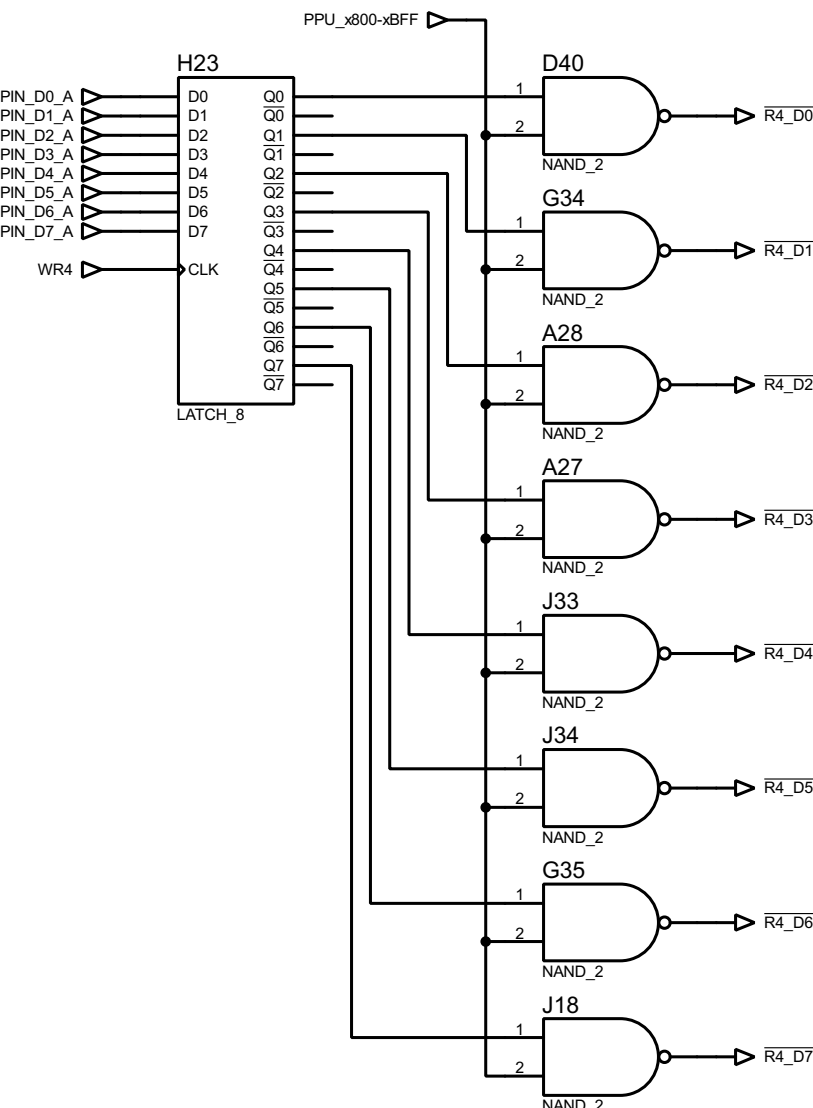 PPU_x800-xBFF
H23
D40
PIN_D0_A D0 Q0 1
PIN_D1_A D1 Q0 R4_D0
PIN_D2_A D2 Q1 2
PIN_D3_A D3 Q1
PIN_D4_A D4 Q2 NAND_2
PIN_D5_A D5 Q2
PIN_D6_A D6 Q3 G34
PIN_D7_A D7 Q3 1
Q4 R4_D1
WR4 CLK Q4 2
Q5
Q5 NAND_2
Q6
Q6 A28
Q7 1
Q7 R4_D2
LATCH_8
2
NAND_2
A27
1
R4_D3
2
NAND_2
J33
1
R4_D4
2
NAND_2
J34
1
R4_D5
2
NAND_2
G35
1
R4_D6
2
NAND_2
J18
1
R4_D7
2
NAND_2